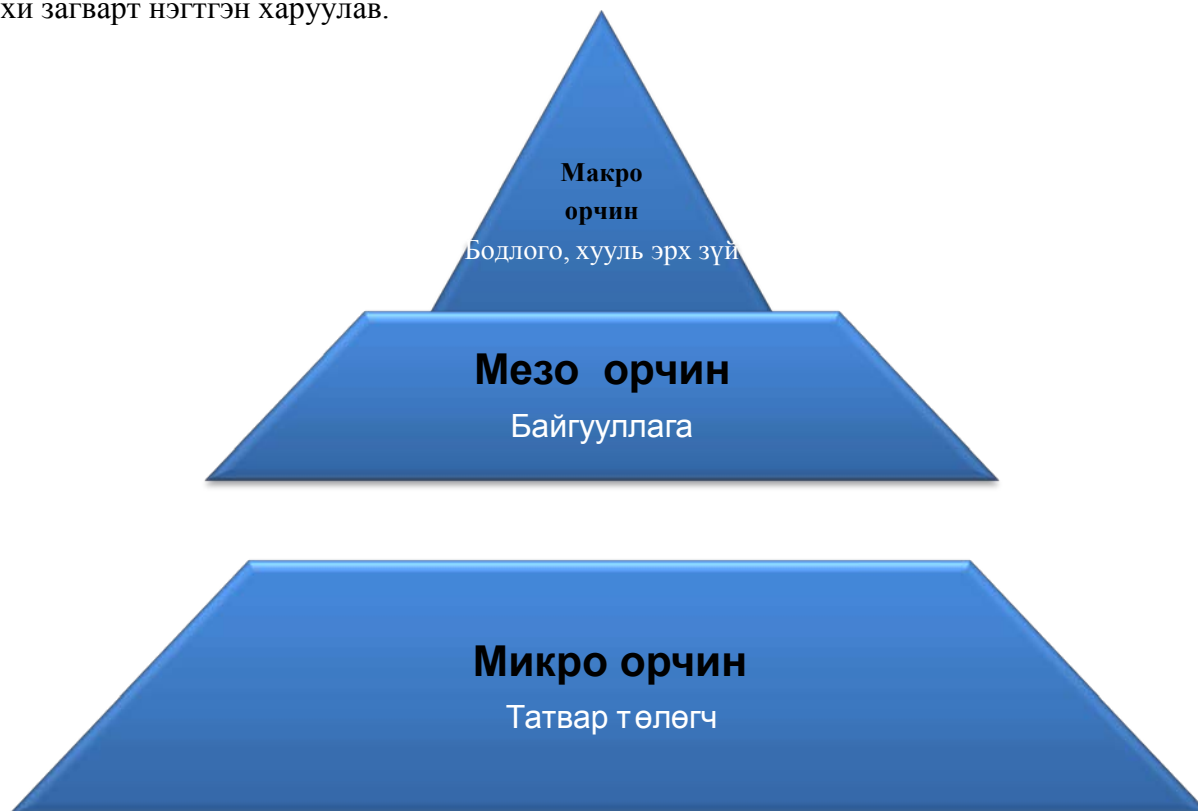 хи загварт нэгтгэн харуулав.
Макро
орчин
Бодлого, хууль эрх зүй
Мезо орчин
Байгууллага
Микро орчин
Татвар төлөгч